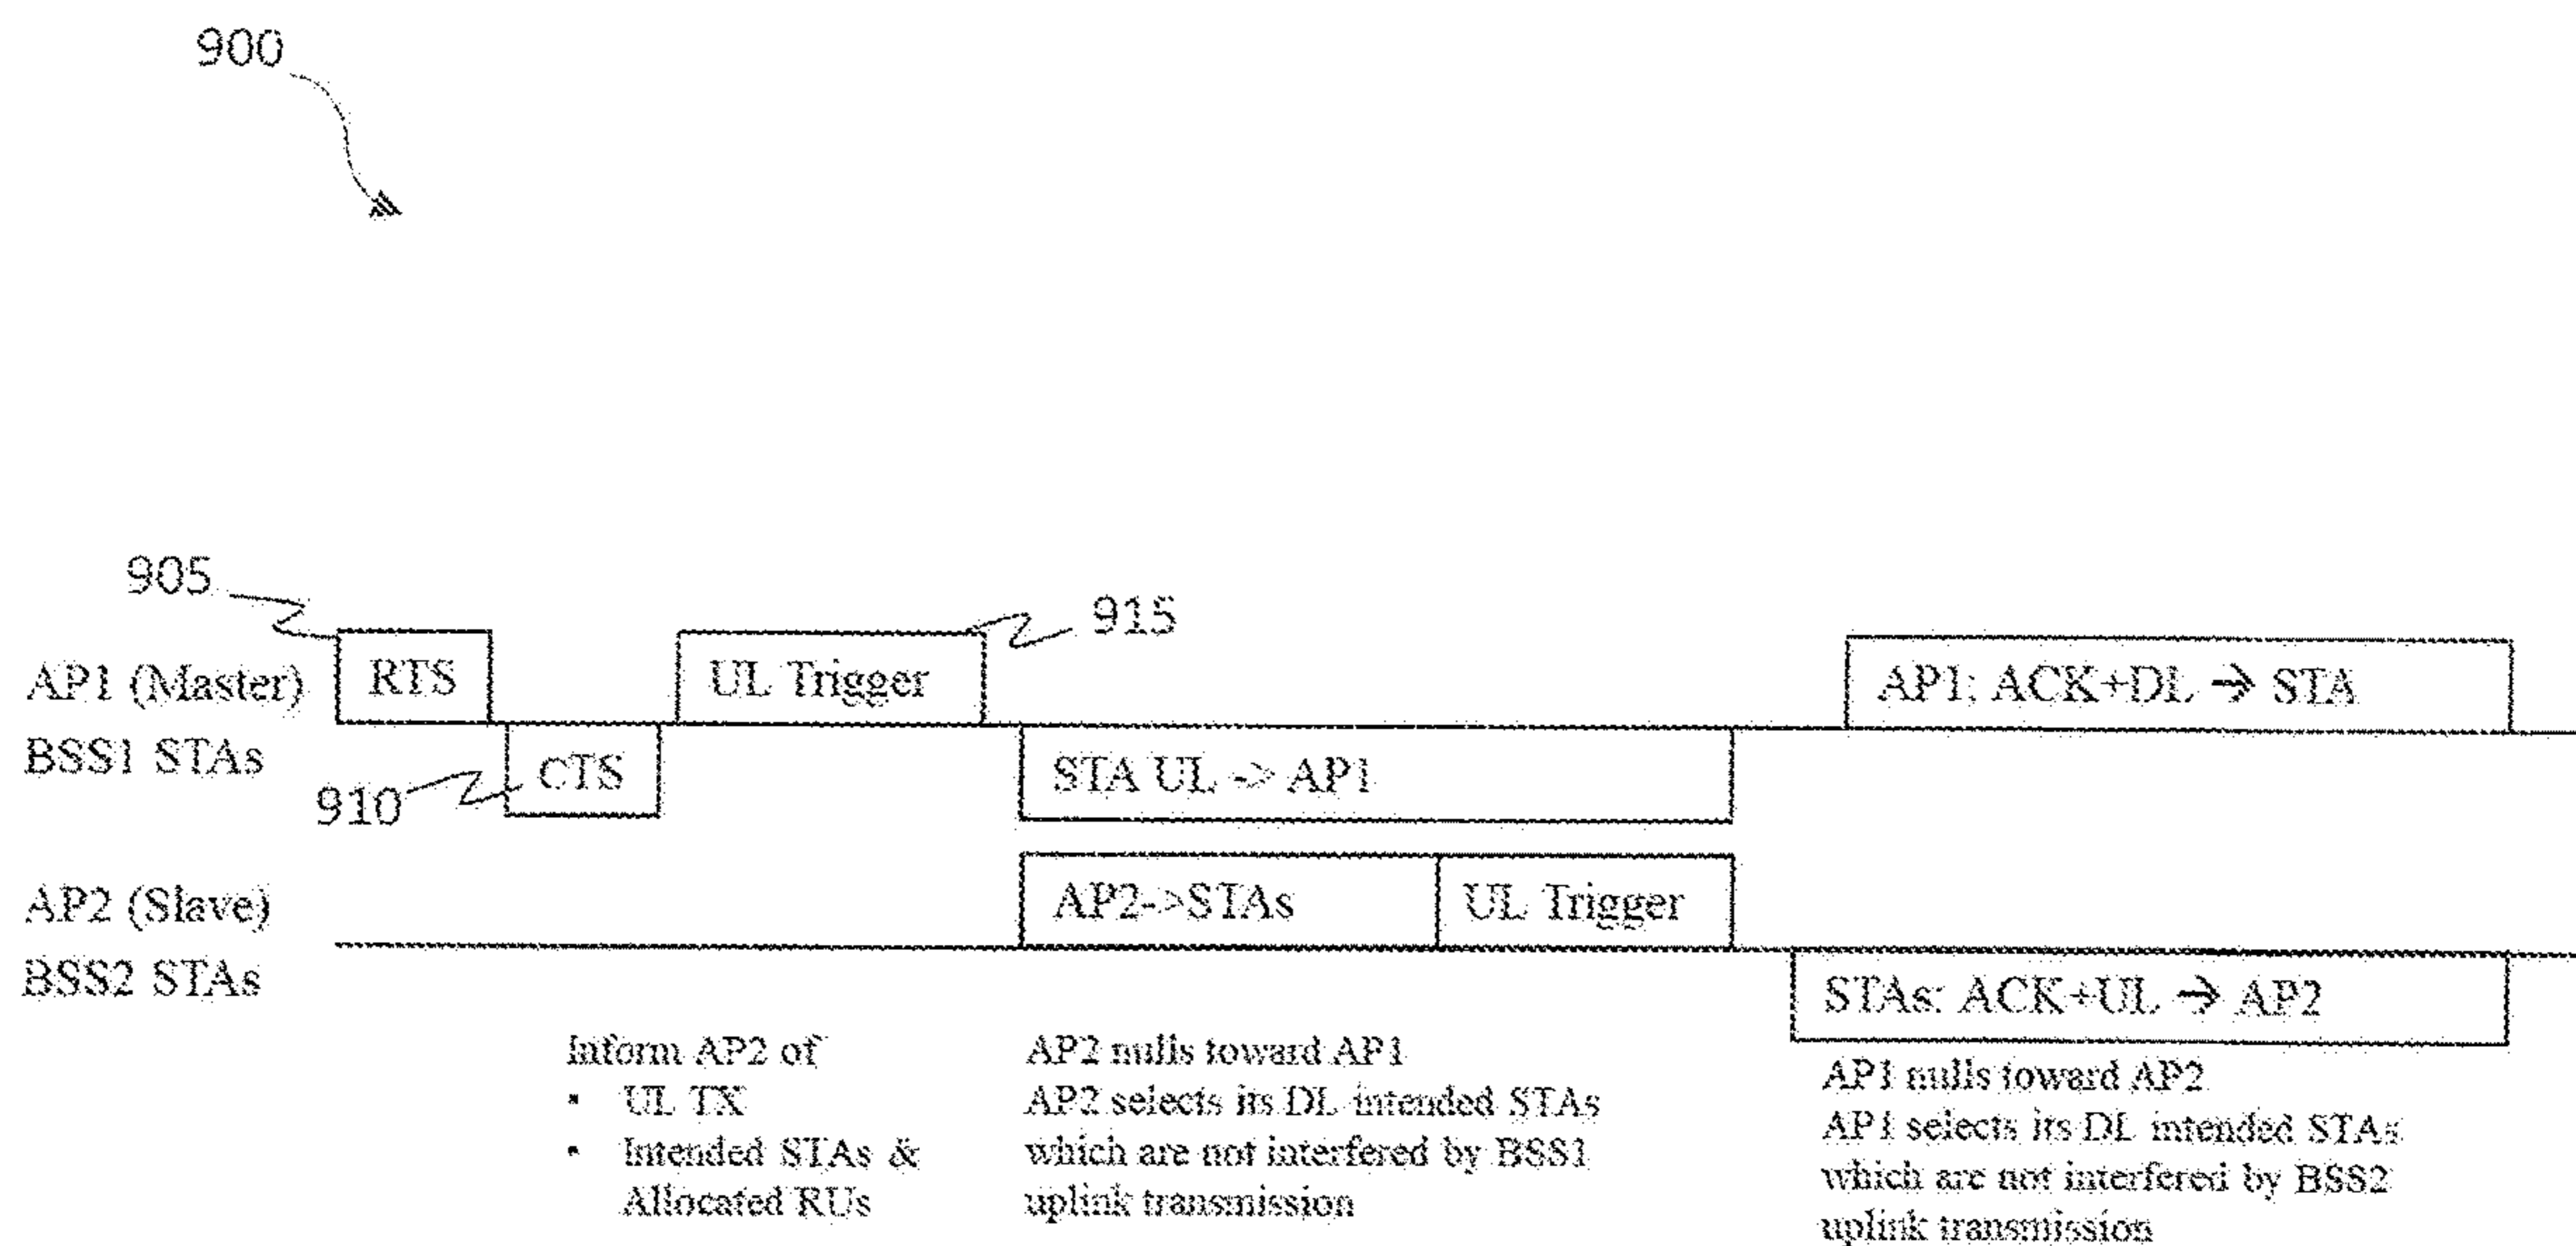 900
905
915
AP1 (Master)
RTS
UL Trigger
AP1: ACK+DL → STA
BSS1 STAs
910
CTS
STA UL -> AP1
AP2 (Slave)
AP2->STAs
UL Trigger
BSS2 STAs
STAs: ACK+UL → AP2
Inform AP2 of
• UL TX
• Intended STAs &
Allocated RUs
AP2 nulls toward AP1
AP2 selects its DL intended STAs
which are not interfered by BSS1
uplink transmission
AP1 nulls toward AP2
AP1 selects its DL intended STAs
which are not interfered by BSS2
uplink transmission